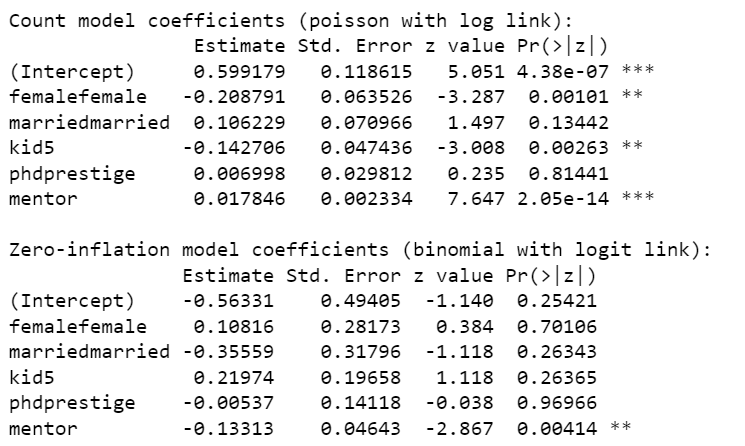 Count model coefficients (poisson with log link):
Estimate Std. Error z value Pr(>|z|)
(Intercept) 0.599179 0.118615 5.051 4.38e-07 ***
femalefemale -0.208791 0.063526 -3.287 0.00101 **
marriedmarried 0.106229 0.070966 1.497 0.13442
kid5 -0.142706 0.047436 -3.008 0.00263 **
phdprestige 0.006998 0.029812 0.235 0.81441
mentor 0.017846 0.002334 7.647 2.05e-14 ***
Zero-inflation model coefficients (binomial with logit link):
Estimate Std. Error z value Pr(>|z|)
(Intercept) -0.56331 0.49405 -1.140 0.25421
femalefemale 0.10816 0.28173 0.384 0.70106
marriedmarried -0.35559 0.31796 -1.118 0.26343
kid5 0.21974 0.19658 1.118 0.26365
phdprestige -0.00537 0.14118 -0.038 0.96966
mentor -0.13313 0.04643 -2.867 0.00414 **